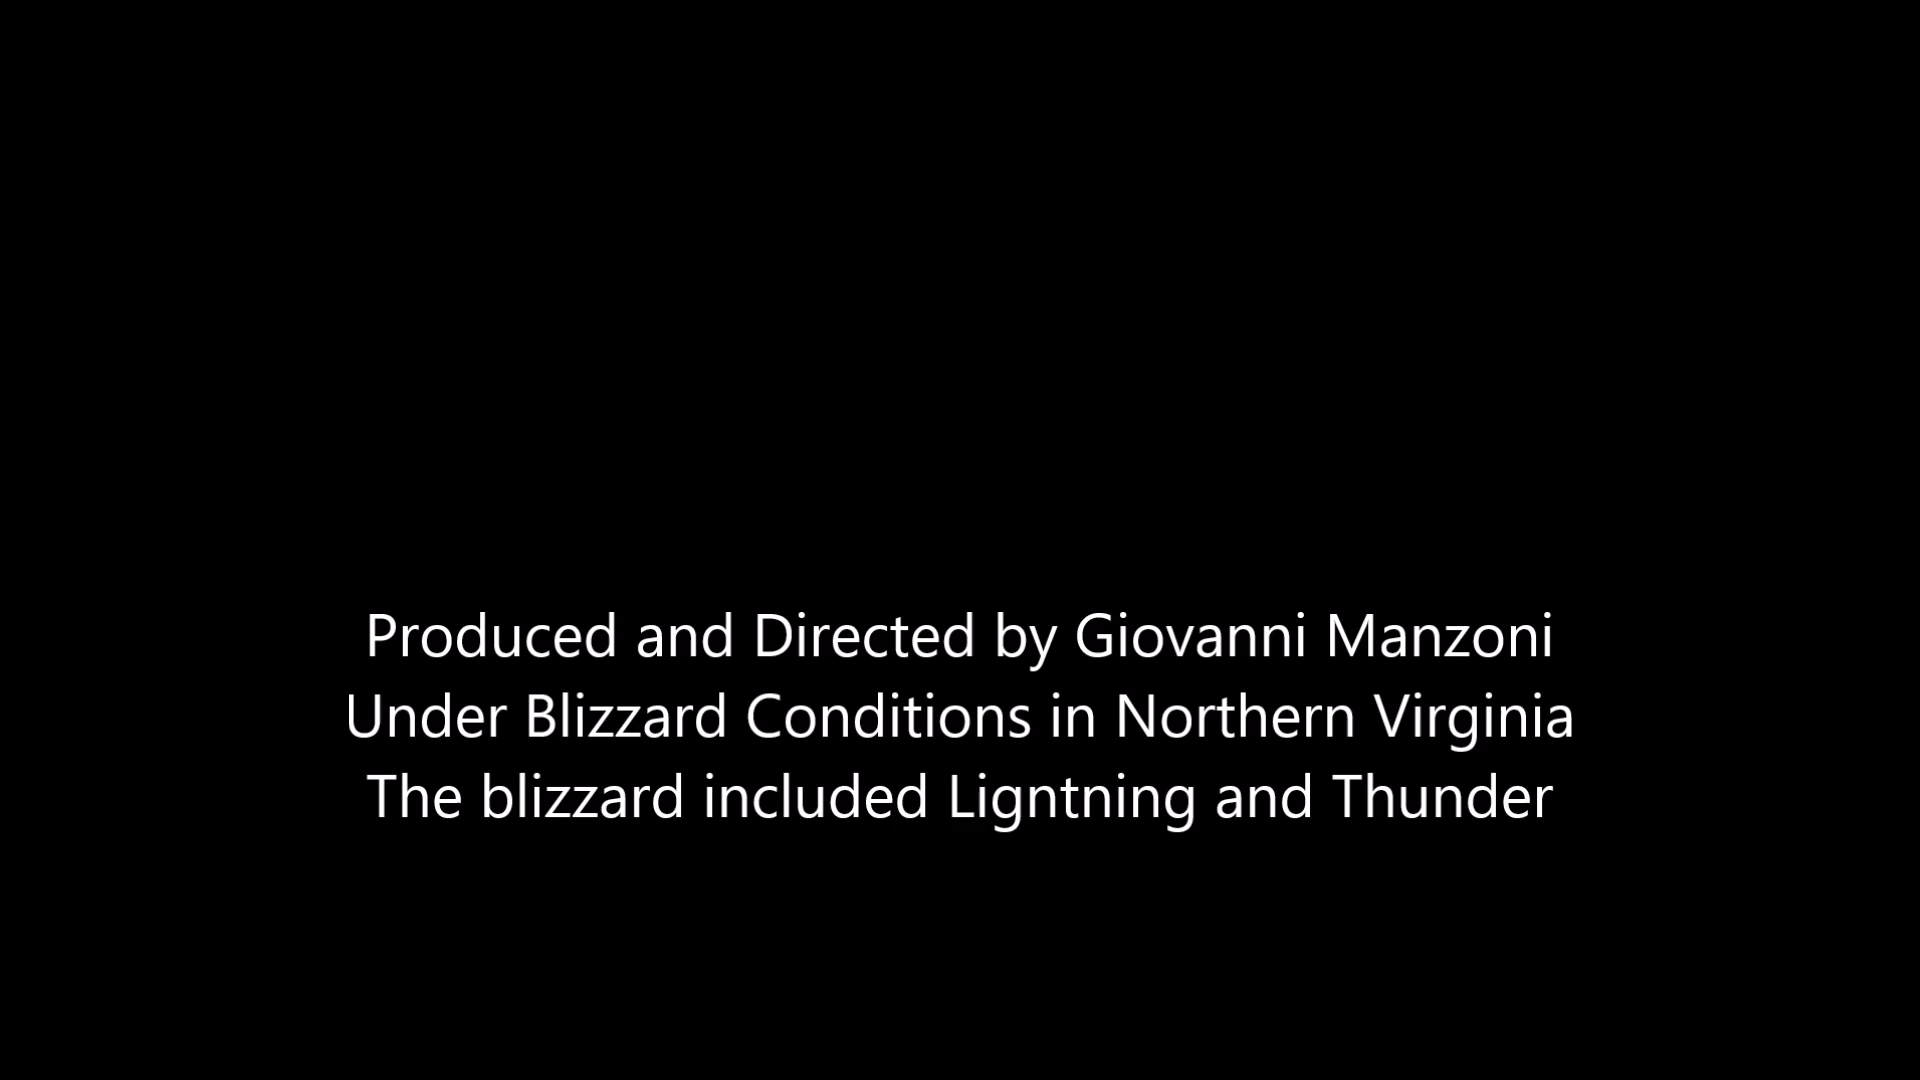 Produced and Directed by Giovanni Manzoni
Under Blizzard Conditions in Northern Virginia
The blizzard included Ligntning and Thunder